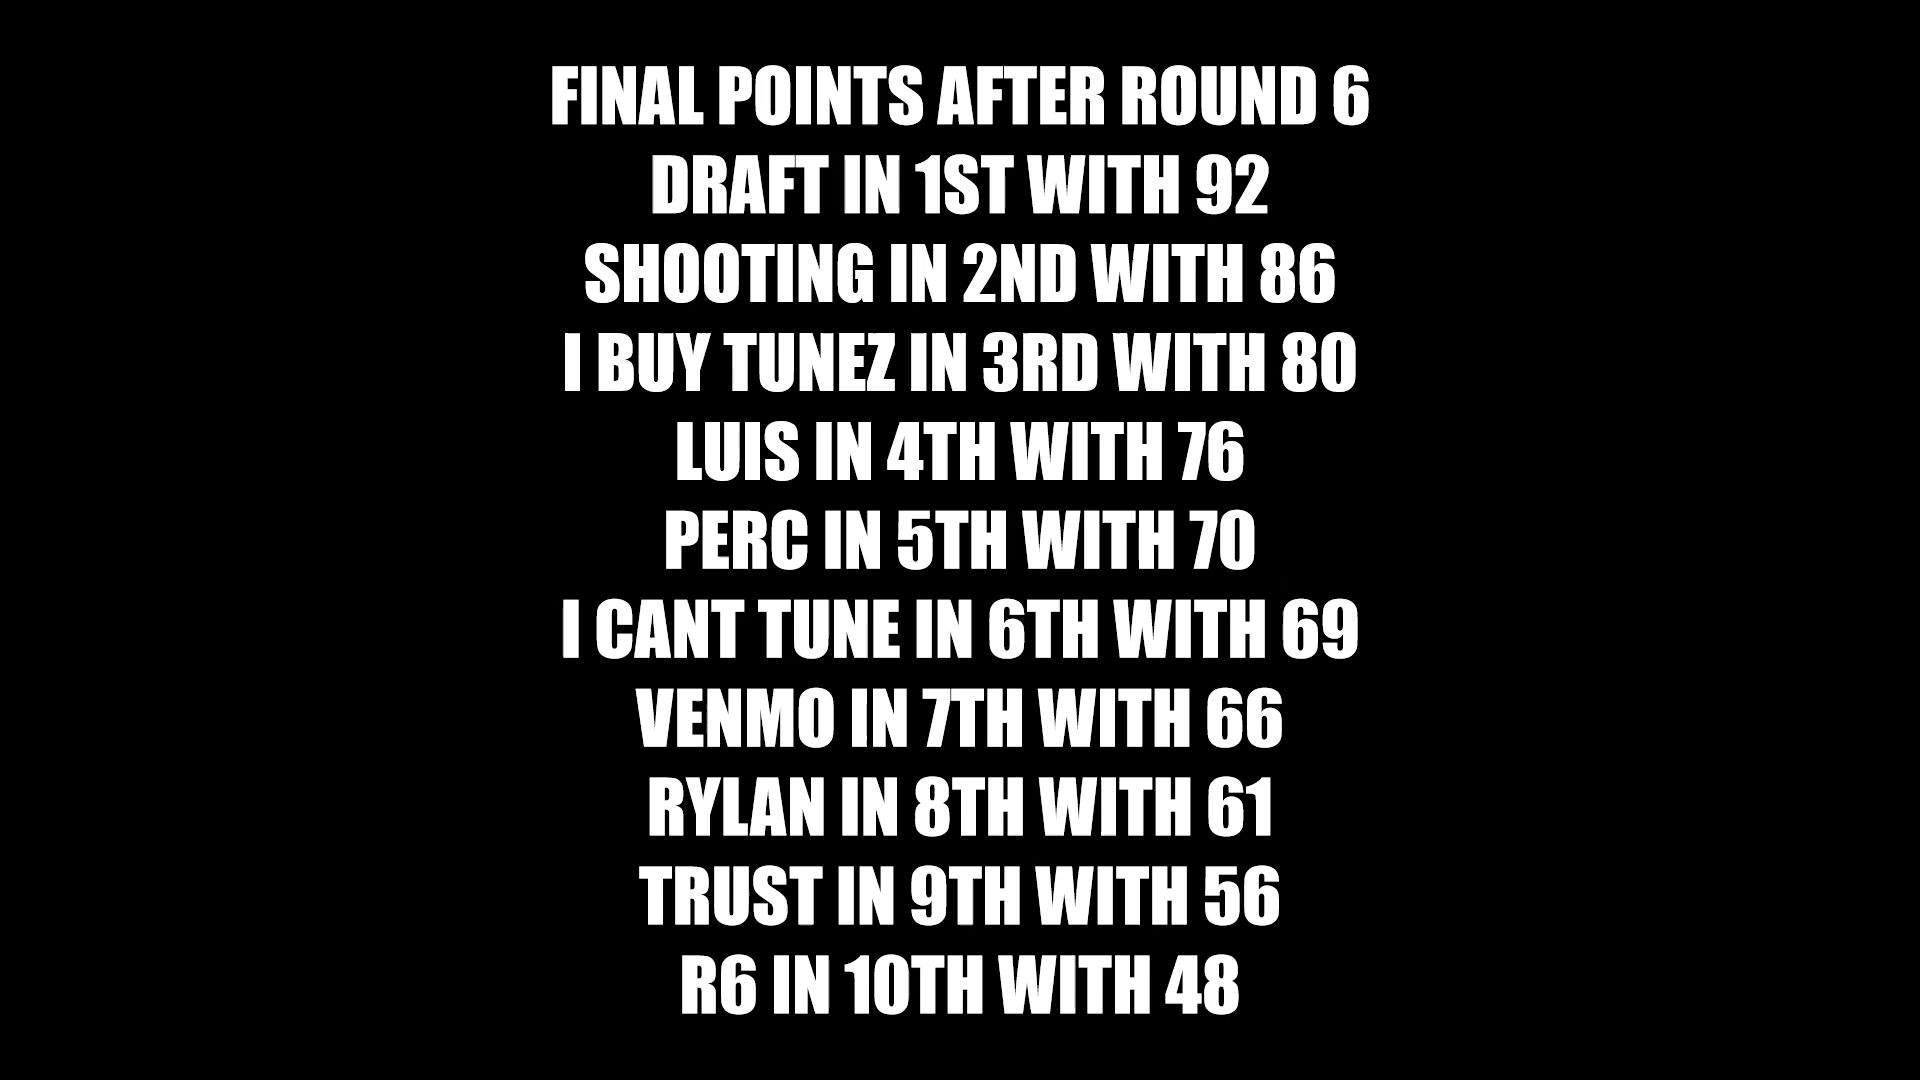 FINAL POINTS AFTER ROUND 6
DRAFT IN 1ST WITH 92
SHOOTING IN 2ND WITH 86
I BUY TUNEZ IN 3RD WITH 80
LUIS IN 4TH WITH 76
PERC IN 5TH WITH 70
I CANT TUNE IN 6TH WITH 69
VENMO IN 7TH WITH 66
RYLAN IN 8TH WITH 61
TRUST IN 9TH WITH 56
R6 IN 10TH WITH 48